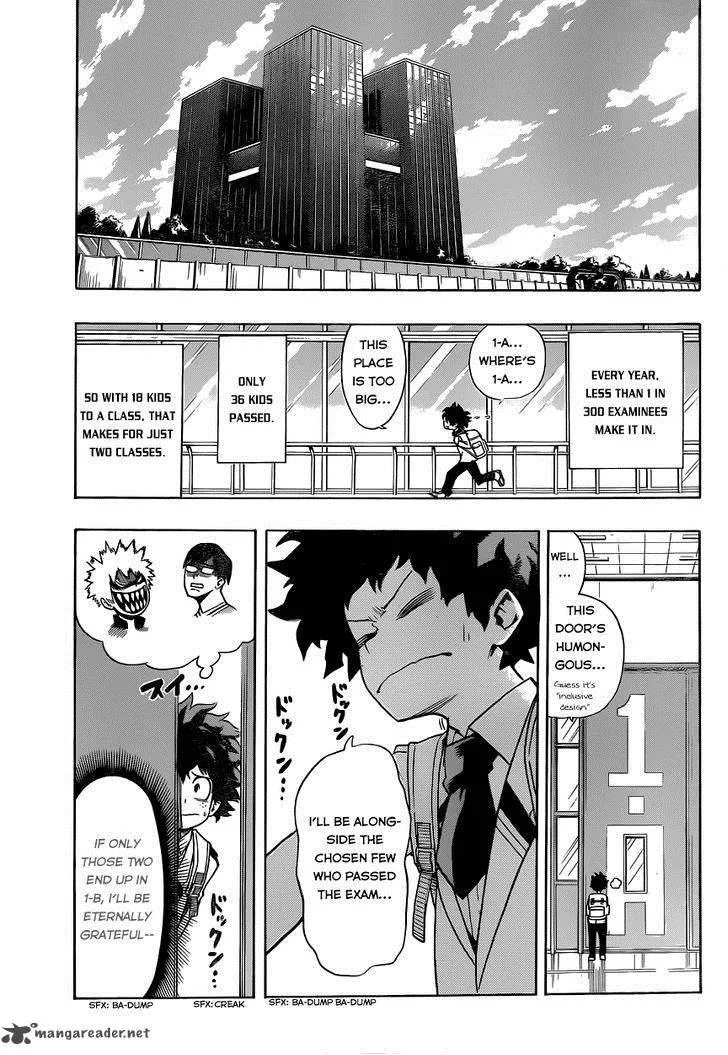 EVERY YEAR,
LESS THAN 1 IN
300 EXAMINEES
MAKE IT IN.
1-A...
WHERE'S
1-A...
THIS
PLACE
IS TOO
BIG...
ONLY
36 KIDS
PASSED.
SO WITH 18 KIDS
TO A CLASS, THAT
MAKES FOR JUST
TWO CLASSES.
WELL
...
THIS
DOOR'S
HUMON-
GOUS...
Guess it's
"inclusive
design"
1-A
ドックン
ドックン…
I'LL BE ALONG-
SIDE THE
CHOSEN FEW
WHO PASSED
THE EXAM...
SFX: BA-DUMP BA-DUMP
スイ…
ドックン…
IF ONLY
THOSE TWO
END UP IN
1-B, I'LL BE
ETERNALLY
GRATEFUL--
SFX: BA-DUMP
SFX: CREAK
mangareader.net